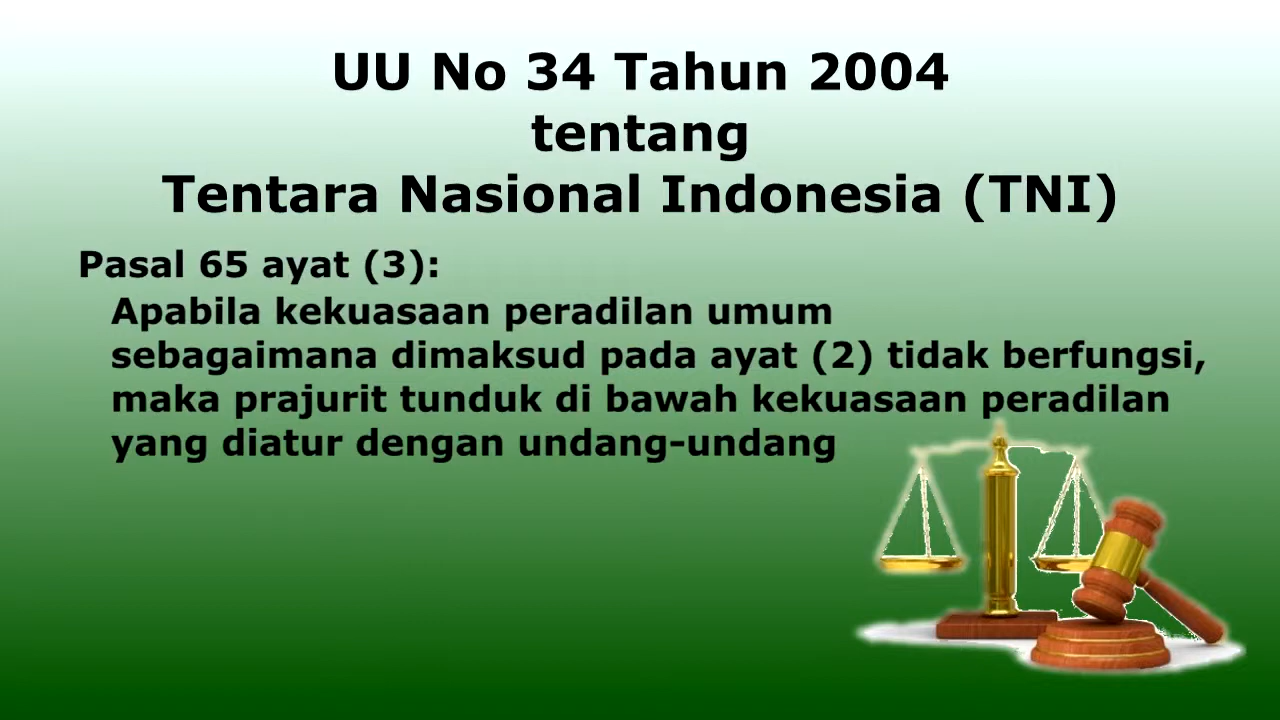 UU No 34 Tahun 2004
tentang
Tentara Nasional Indonesia (TNI)
Pasal 65 ayat (3):
Apabila kekuasaan peradilan umum
sebagaimana dimaksud pada ayat (2) tidak berfungsi,
maka prajurit tunduk di bawah kekuasaan peradilan
yang diatur dengan undang-undang